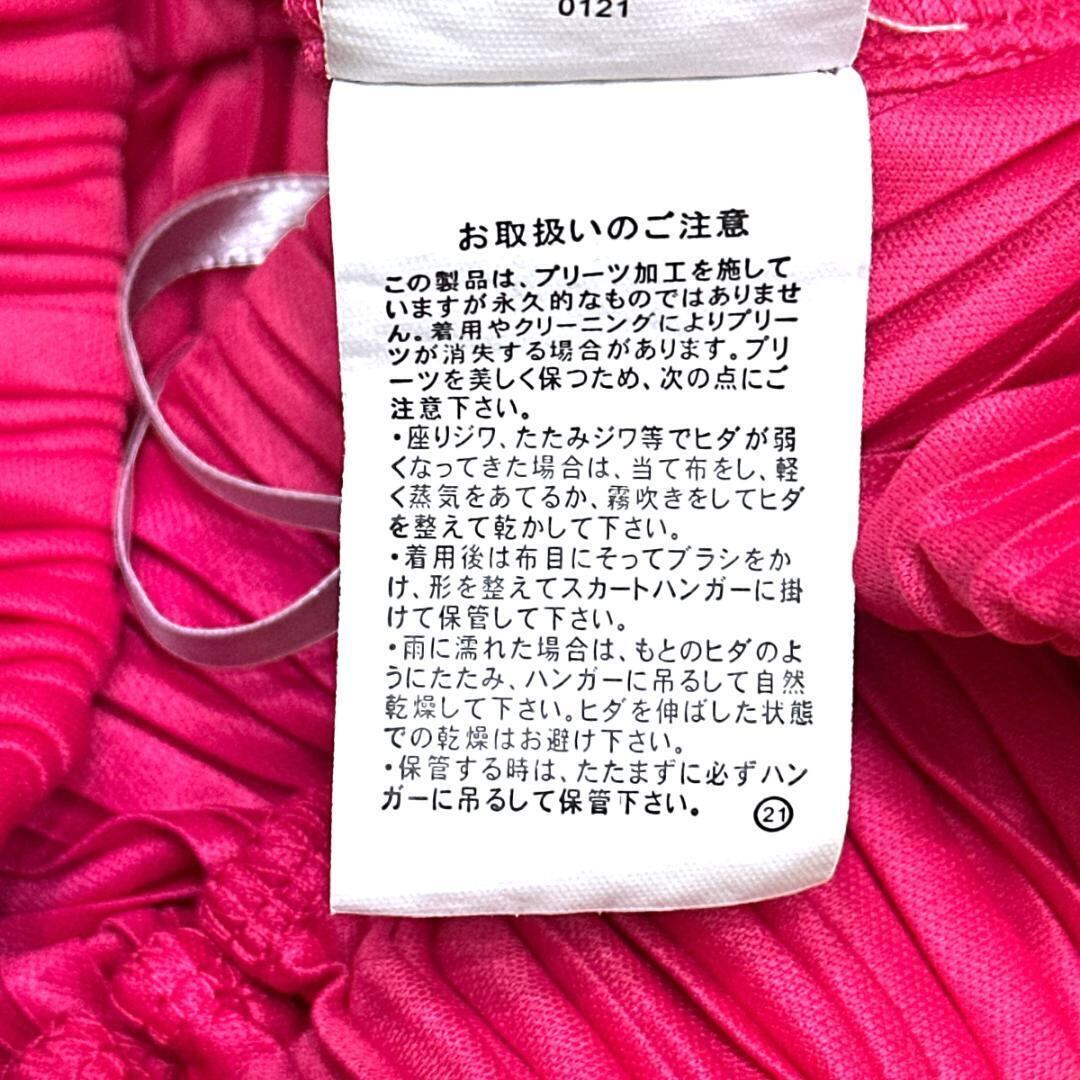 0121
お取扱いのご注意
この製品は、プリーツ加工を施して
いますが永久的なものではありませ
ん。着用やクリーニングによりプリー
ツが消失する場合があります。プリ
ーツを美しく保つため、次の点にご
注意下さい。
・座りジワ、たたみジワ等でヒダが弱
くなってきた場合は、当て布をし、軽
く蒸気をあてるか、霧吹きをしてヒダ
を整えて乾かして下さい。
・着用後は布目にそってブラシをか
け、形を整えてスカートハンガーに掛
けて保管して下さい。
・雨に濡れた場合は、もとのヒダのよ
うにたたみ、ハンガーに吊るして自然
乾燥して下さい。ヒダを伸ばした状態
での乾燥はお避け下さい。
・保管する時は、たたまずに必ずハン
ガーに吊るして保管下さい。
21